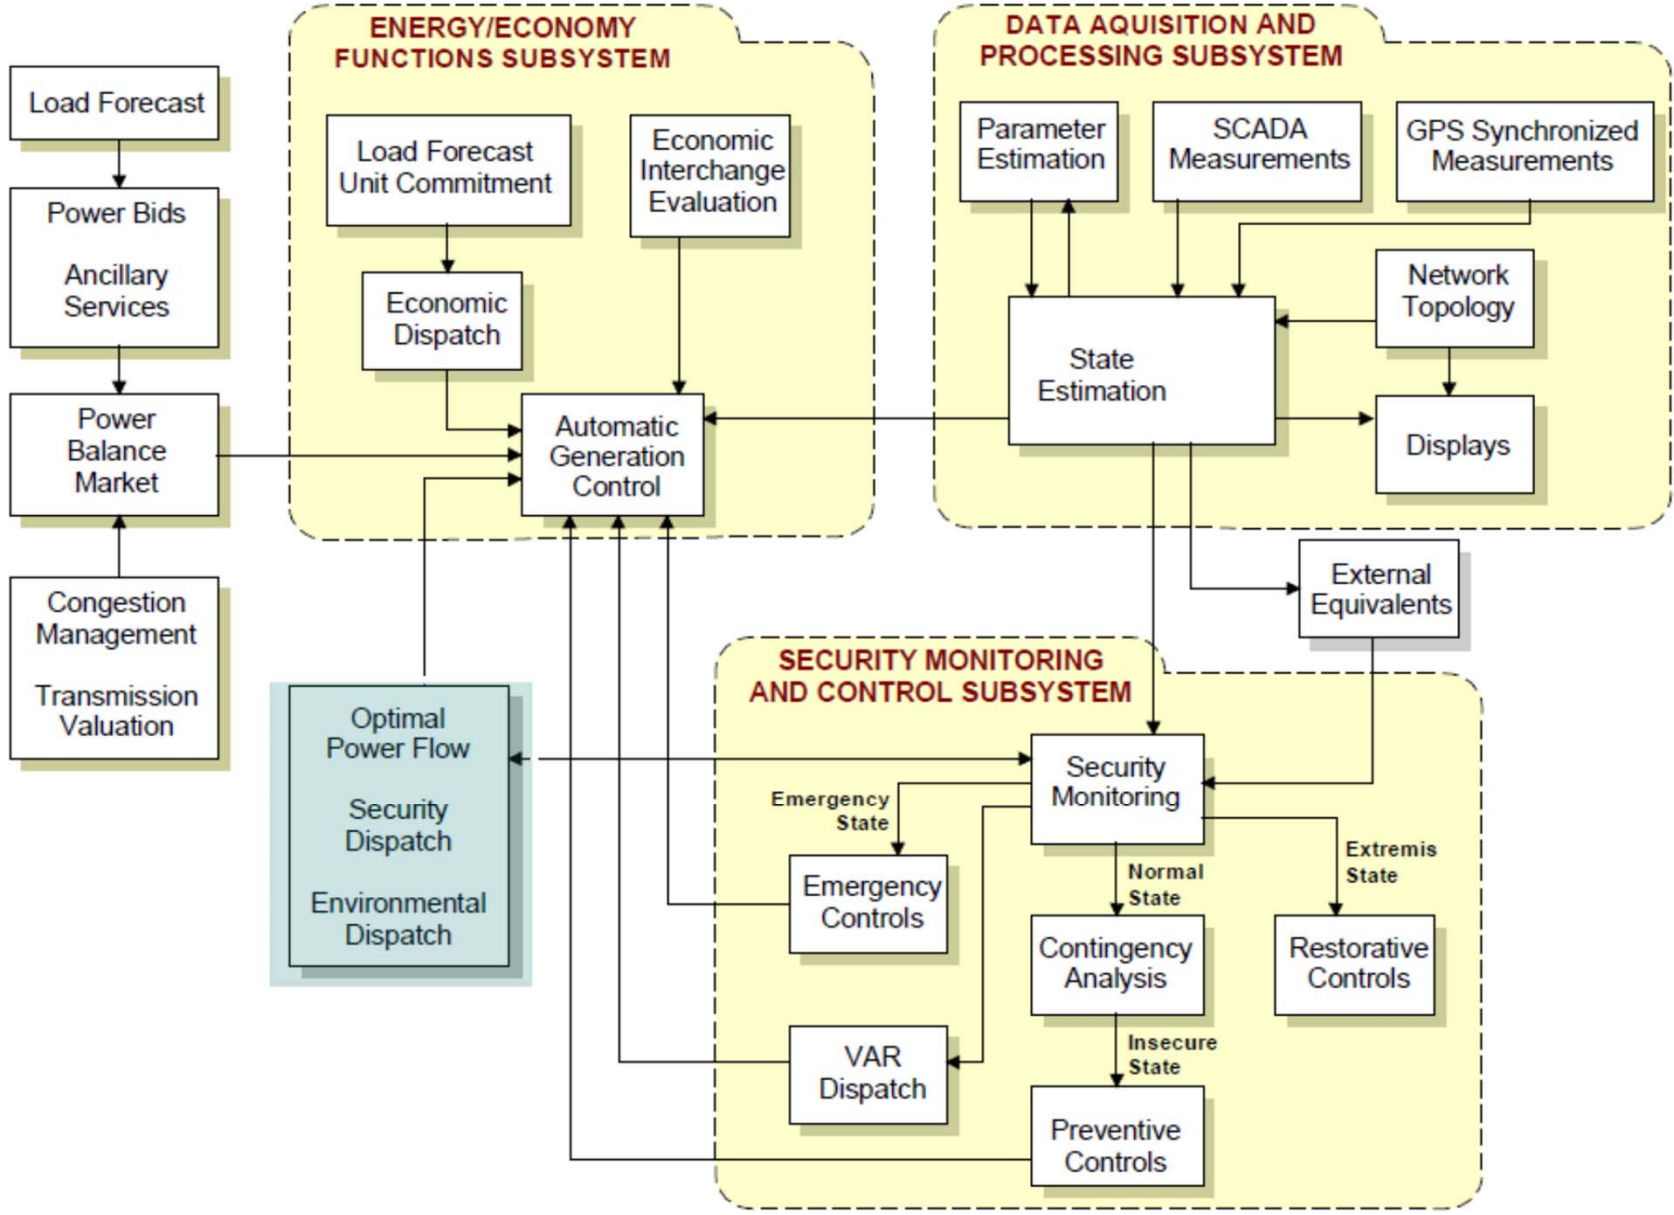 ENERGY/ECONOMY
FUNCTIONS SUBSYSTEM
DATA AQUISITION AND
PROCESSING SUBSYSTEM
Load Forecast
Power Bids
Ancillary
Services
Power
Balance
Market
Congestion
Management
Transmission
Valuation
Load Forecast
Unit Commitment
Economic
Interchange
Evaluation
Economic
Dispatch
Automatic
Generation
Control
Parameter
Estimation
SCADA
Measurements
GPS Synchronized
Measurements
Network
Topology
State
Estimation
Displays
External
Equivalents
Optimal
Power Flow
Security
Dispatch
Environmental
Dispatch
SECURITY MONITORING
AND CONTROL SUBSYSTEM
Security
Monitoring
Emergency
State
Normal
State
Extremis
State
Emergency
Controls
Contingency
Analysis
Restorative
Controls
Insecure
State
VAR
Dispatch
Preventive
Controls